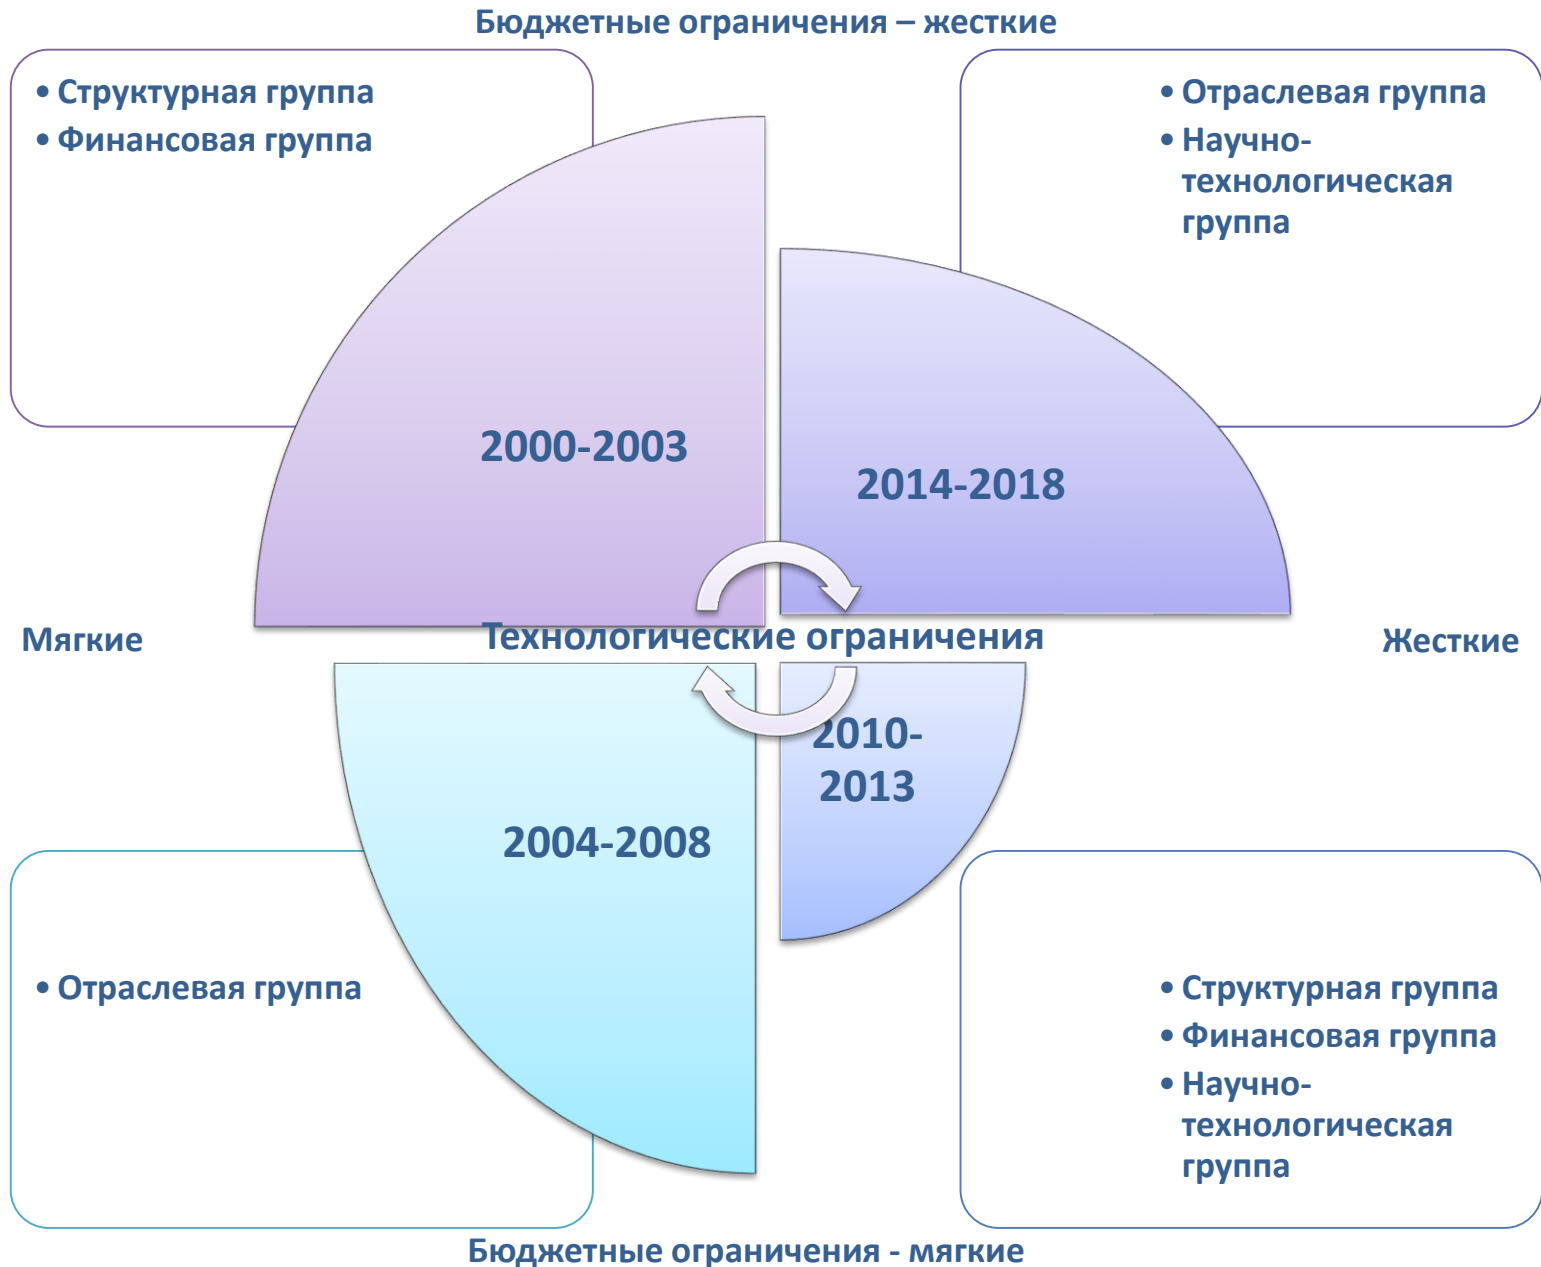 Бюджетные ограничения – жесткие
• Структурная группа
• Финансовая группа
• Отраслевая группа
• Научно-
технологическая
группа
2000-2003
2014-2018
Мягкие
Технологические ограничения
Жесткие
2004-2008
2010-
2013
• Отраслевая группа
• Структурная группа
• Финансовая группа
• Научно-
технологическая
группа
Бюджетные ограничения - мягкие